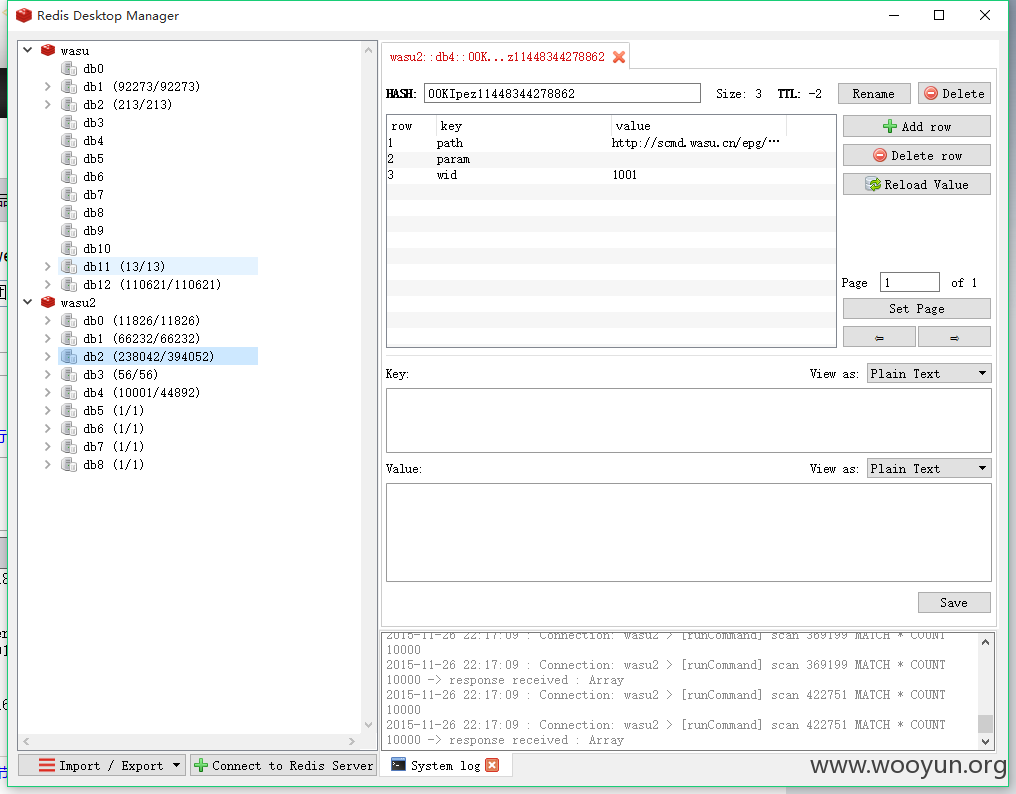 Redis Desktop Manager
wasu
db0
db1 (92273/92273)
db2 (213/213)
db3
db4
db5
db6
db7
db8
db9
db10
db11 (13/13)
db12 (110621/110621)
wasu2
db0 (11826/11826)
db1 (66232/66232)
db2 (238042/394052)
db3 (56/56)
db4 (10001/44892)
db5 (1/1)
db6 (1/1)
db7 (1/1)
db8 (1/1)
Import / Export
Connect to Redis Server
wasu2::db4::00K...z11448344278862
HASH: 00KIpez11448344278862 Size: 3 TTL: -2 Rename Delete
row key value
1 path http://scmd.wasu.cn/epg/…
2 param
3 wid 1001
Add row
Delete row
Reload Value
Page 1 of 1
Set Page
Key: View as: Plain Text
Value: View as: Plain Text
Save
2015-11-26 22:17:09 : Connection: wasu2 > [runCommand] scan 369199 MATCH * COUNT
10000
2015-11-26 22:17:09 : Connection: wasu2 > [runCommand] scan 369199 MATCH * COUNT
10000 -> response received : Array
2015-11-26 22:17:09 : Connection: wasu2 > [runCommand] scan 422751 MATCH * COUNT
10000
2015-11-26 22:17:09 : Connection: wasu2 > [runCommand] scan 422751 MATCH * COUNT
10000 -> response received : Array
System log
www.wooyun.org